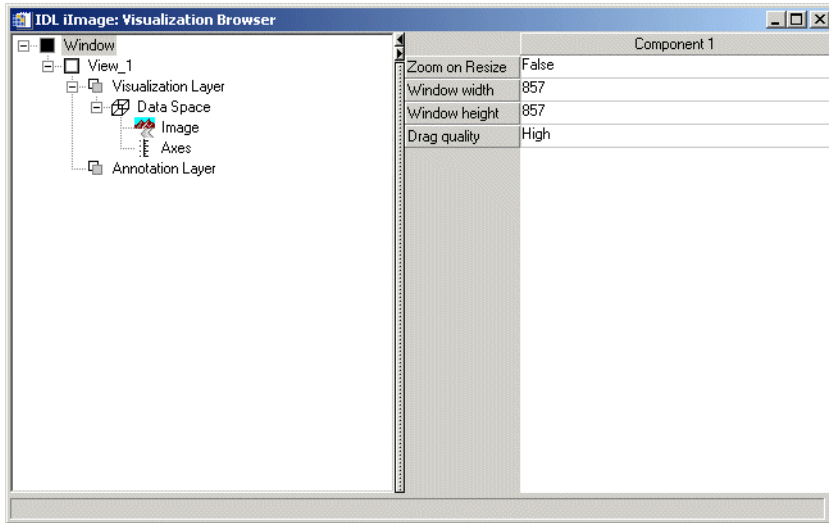 IDL iImage: Visualization Browser
Window
View_1
Visualization Layer
Data Space
Image
Axes
Annotation Layer
Component 1
Zoom on Resize False
Window width 857
Window height 857
Drag quality High